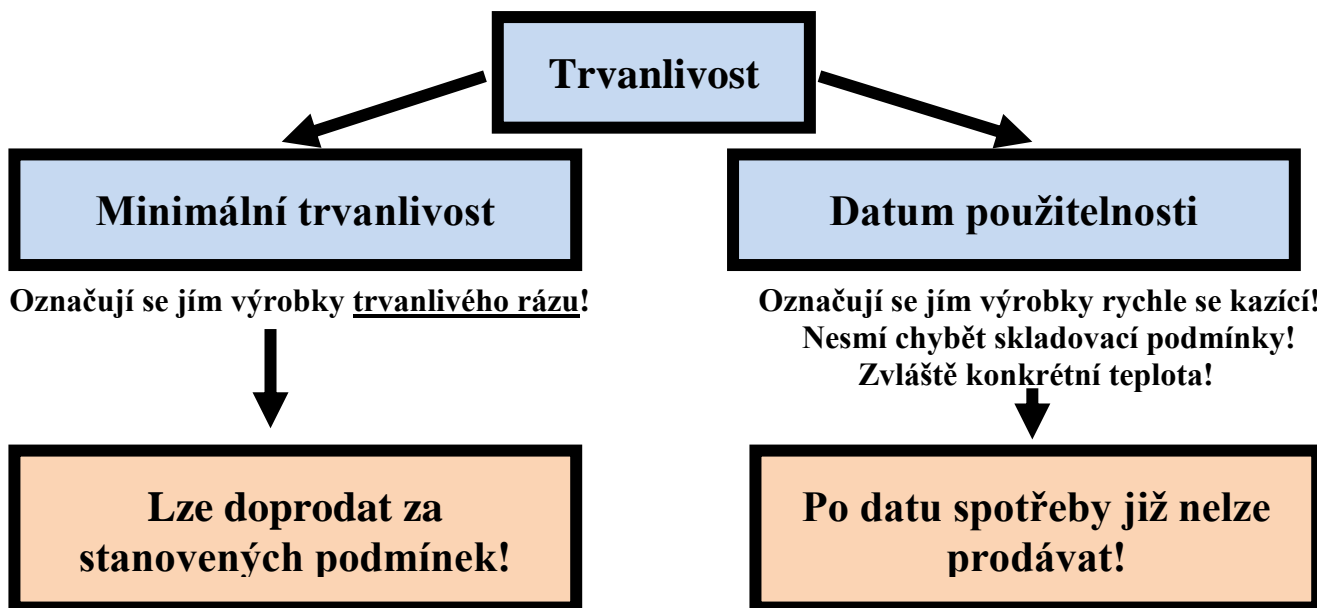 Trvanlivost
Minimální trvanlivost
Označují se jím výrobky trvanlivého rázu!
Lze doprodat za
stanovených podmínek!
Datum použitelnosti
Označují se jím výrobky rychle se kazící!
Nesmí chybět skladovací podmínky!
Zvláště konkrétní teplota!
Po datu spotřeby již nelze
prodávat!